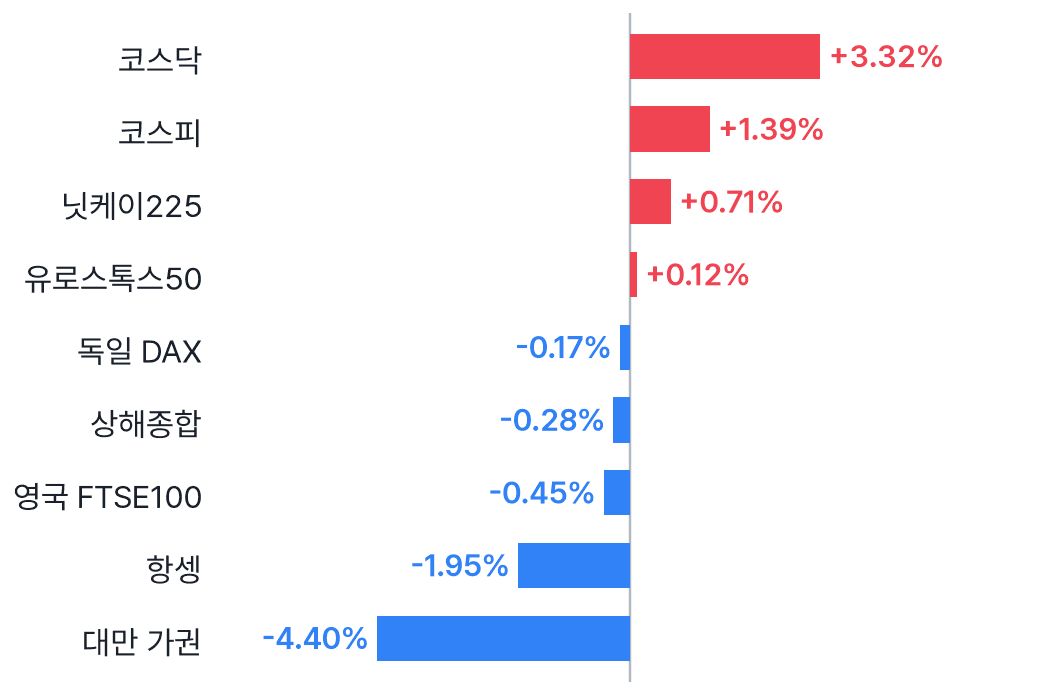 코스닥 +3.32%
코스피 +1.39%
닛케이225 +0.71%
유로스톡스50 +0.12%
독일 DAX -0.17%
상해종합 -0.28%
영국 FTSE100 -0.45%
항셍 -1.95%
대만 가권 -4.40%